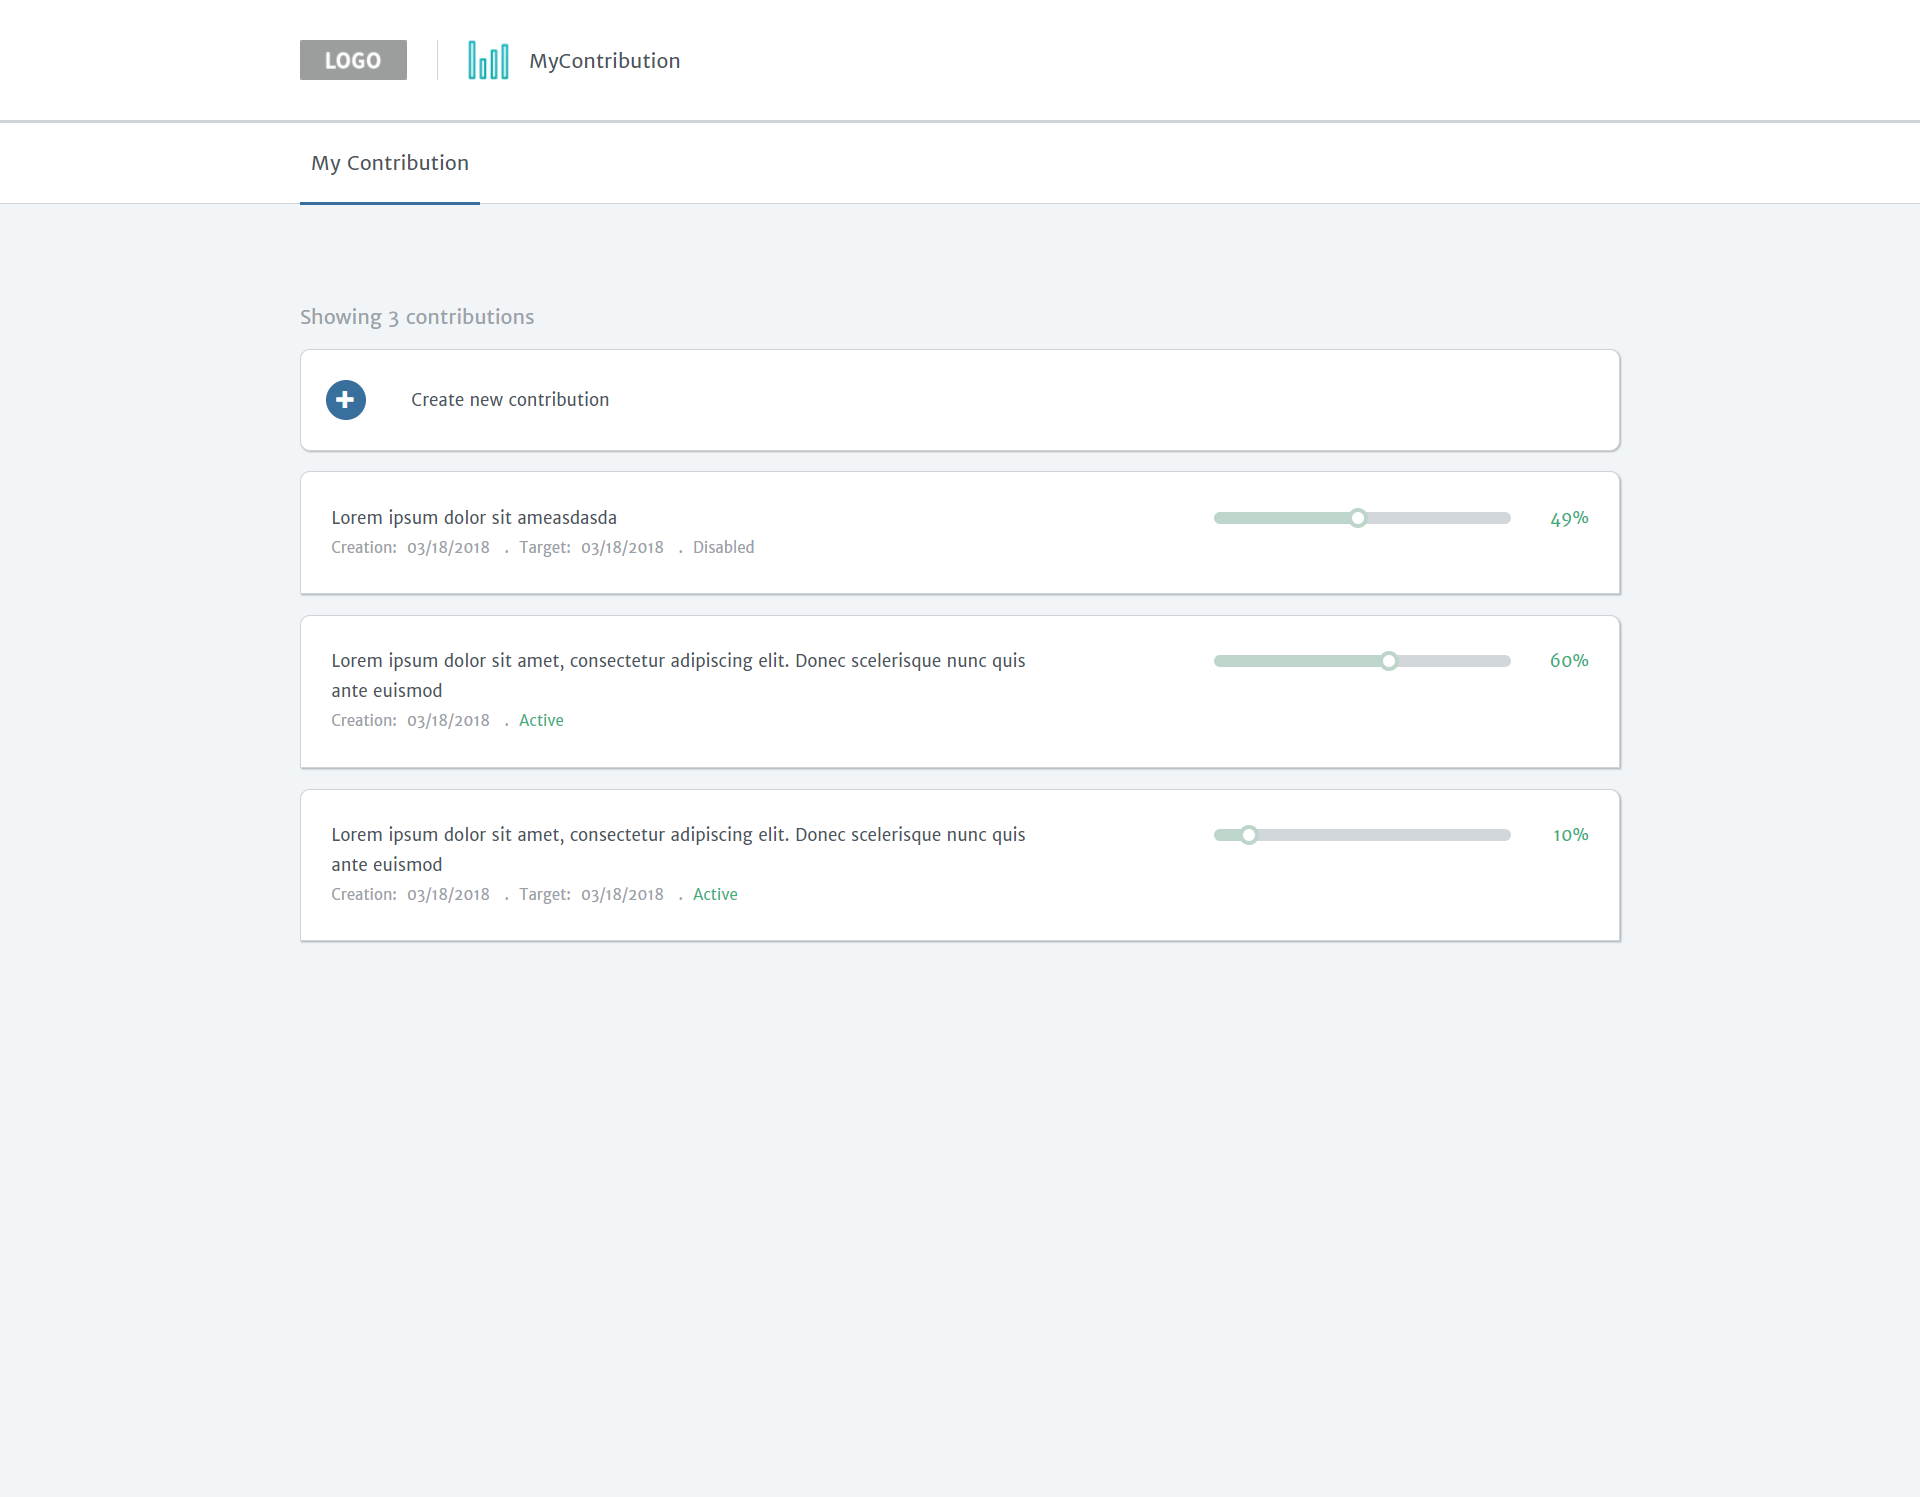 LOGO
MyContribution
My Contribution
Showing 3 contributions
Create new contribution
Lorem ipsum dolor sit ameasdasda
49%
Creation: 03/18/2018 . Target: 03/18/2018 . Disabled
Lorem ipsum dolor sit amet, consectetur adipiscing elit. Donec scelerisque nunc quis
60%
ante euismod
Creation: 03/18/2018 . Active
Lorem ipsum dolor sit amet, consectetur adipiscing elit. Donec scelerisque nunc quis
10%
ante euismod
Creation: 03/18/2018 . Target: 03/18/2018 . Active